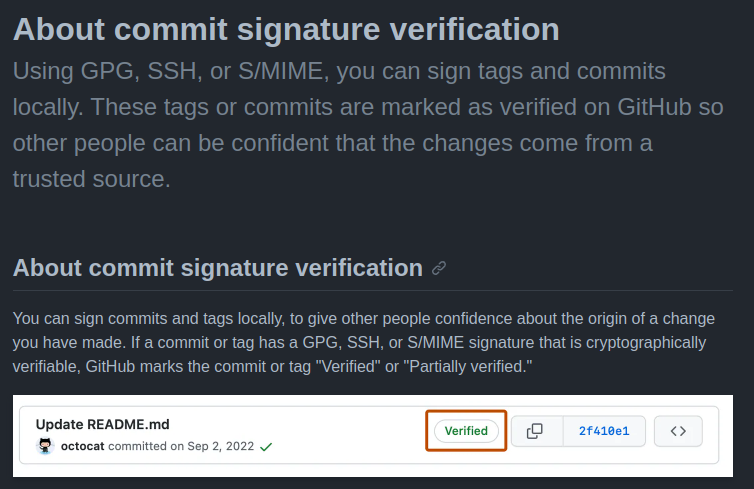 About commit signature verification
Using GPG, SSH, or S/MIME, you can sign tags and commits
locally. These tags or commits are marked as verified on GitHub so
other people can be confident that the changes come from a
trusted source.
About commit signature verification
You can sign commits and tags locally, to give other people confidence about the origin of a change
you have made. If a commit or tag has a GPG, SSH, or S/MIME signature that is cryptographically
verifiable, GitHub marks the commit or tag "Verified" or "Partially verified."
Update README.md
octocat committed on Sep 2, 2022
Verified
2f410e1